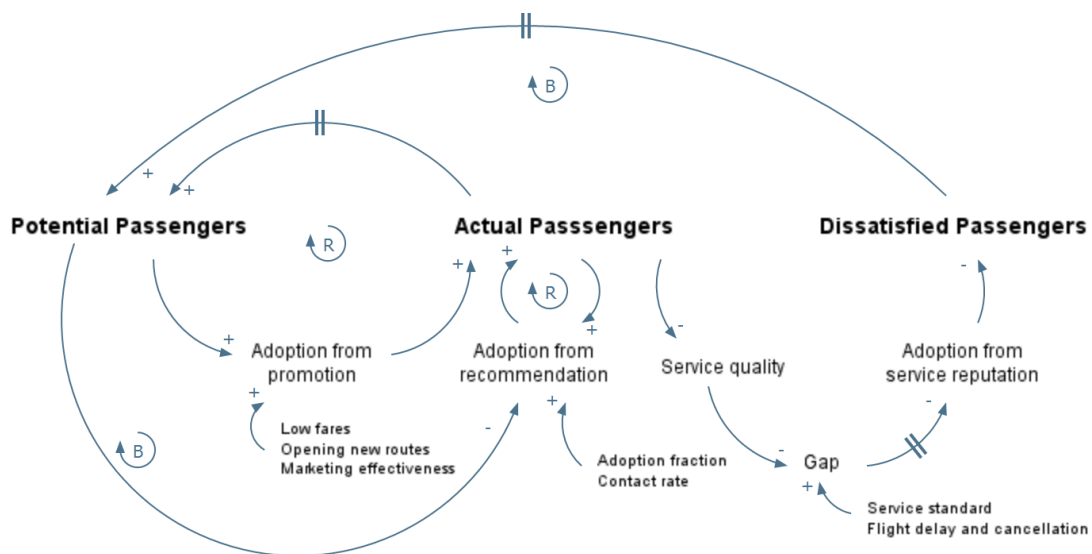 B
+
+
Potential Passengers
Actual Passsengers
Dissatisfied Passengers
R
+
+
R
-
+
+
-
Adoption from
promotion
Adoption from
recommendation
Service quality
Adoption from
service reputation
+
+
-
-
B
Low fares
Opening new routes
Marketing effectiveness
Adoption fraction
Contact rate
-
Gap
+
Service standard
Flight delay and cancellation